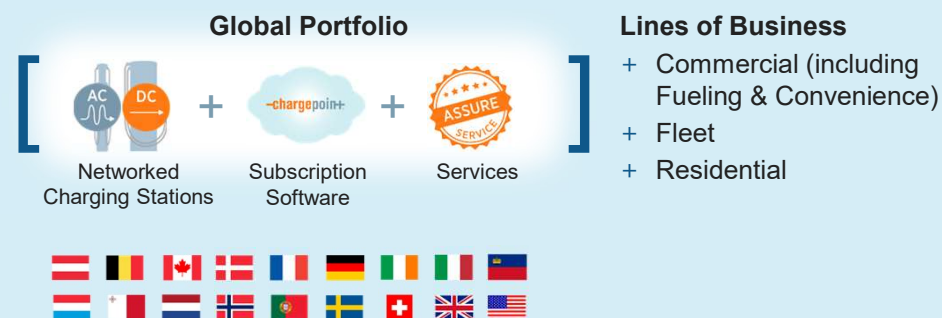 Global Portfolio
AC
DC
+
-chargepoin+
+
ASSURE
SERVICE
Networked
Charging Stations
Subscription
Software
Services
Lines of Business
+ Commercial (including
Fueling & Convenience)
+ Fleet
+ Residential